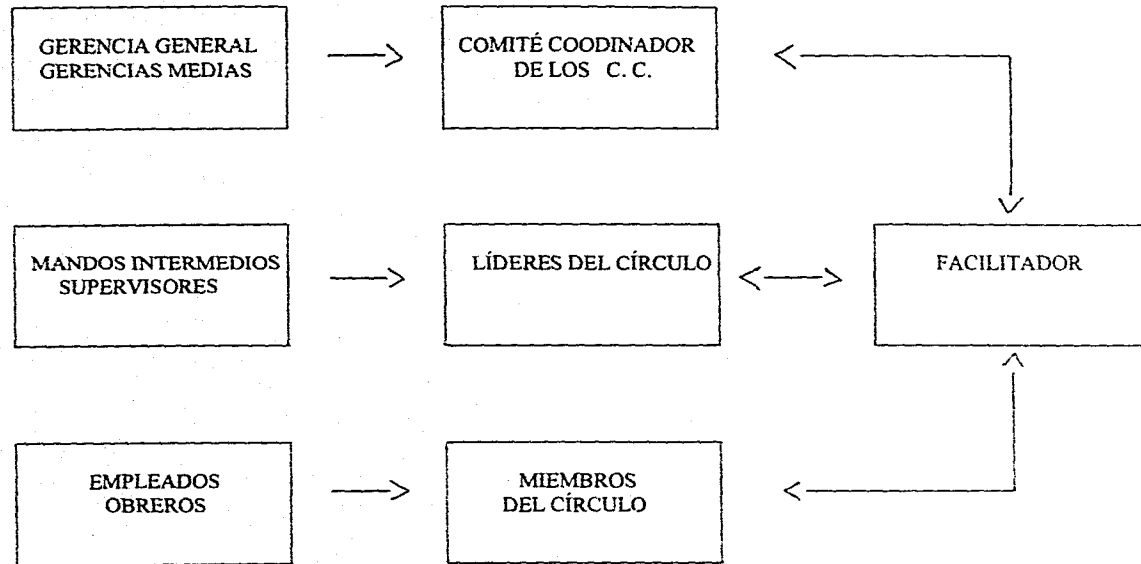 GERENCIA GENERAL
GERENCIAS MEDIAS
COMITÉ COODINADOR
DE LOS C. C.
MANDOS INTERMEDIOS
SUPERVISORES
LÍDERES DEL CÍRCULO
FACILITADOR
EMPLEADOS
OBREROS
MIEMBROS
DEL CÍRCULO